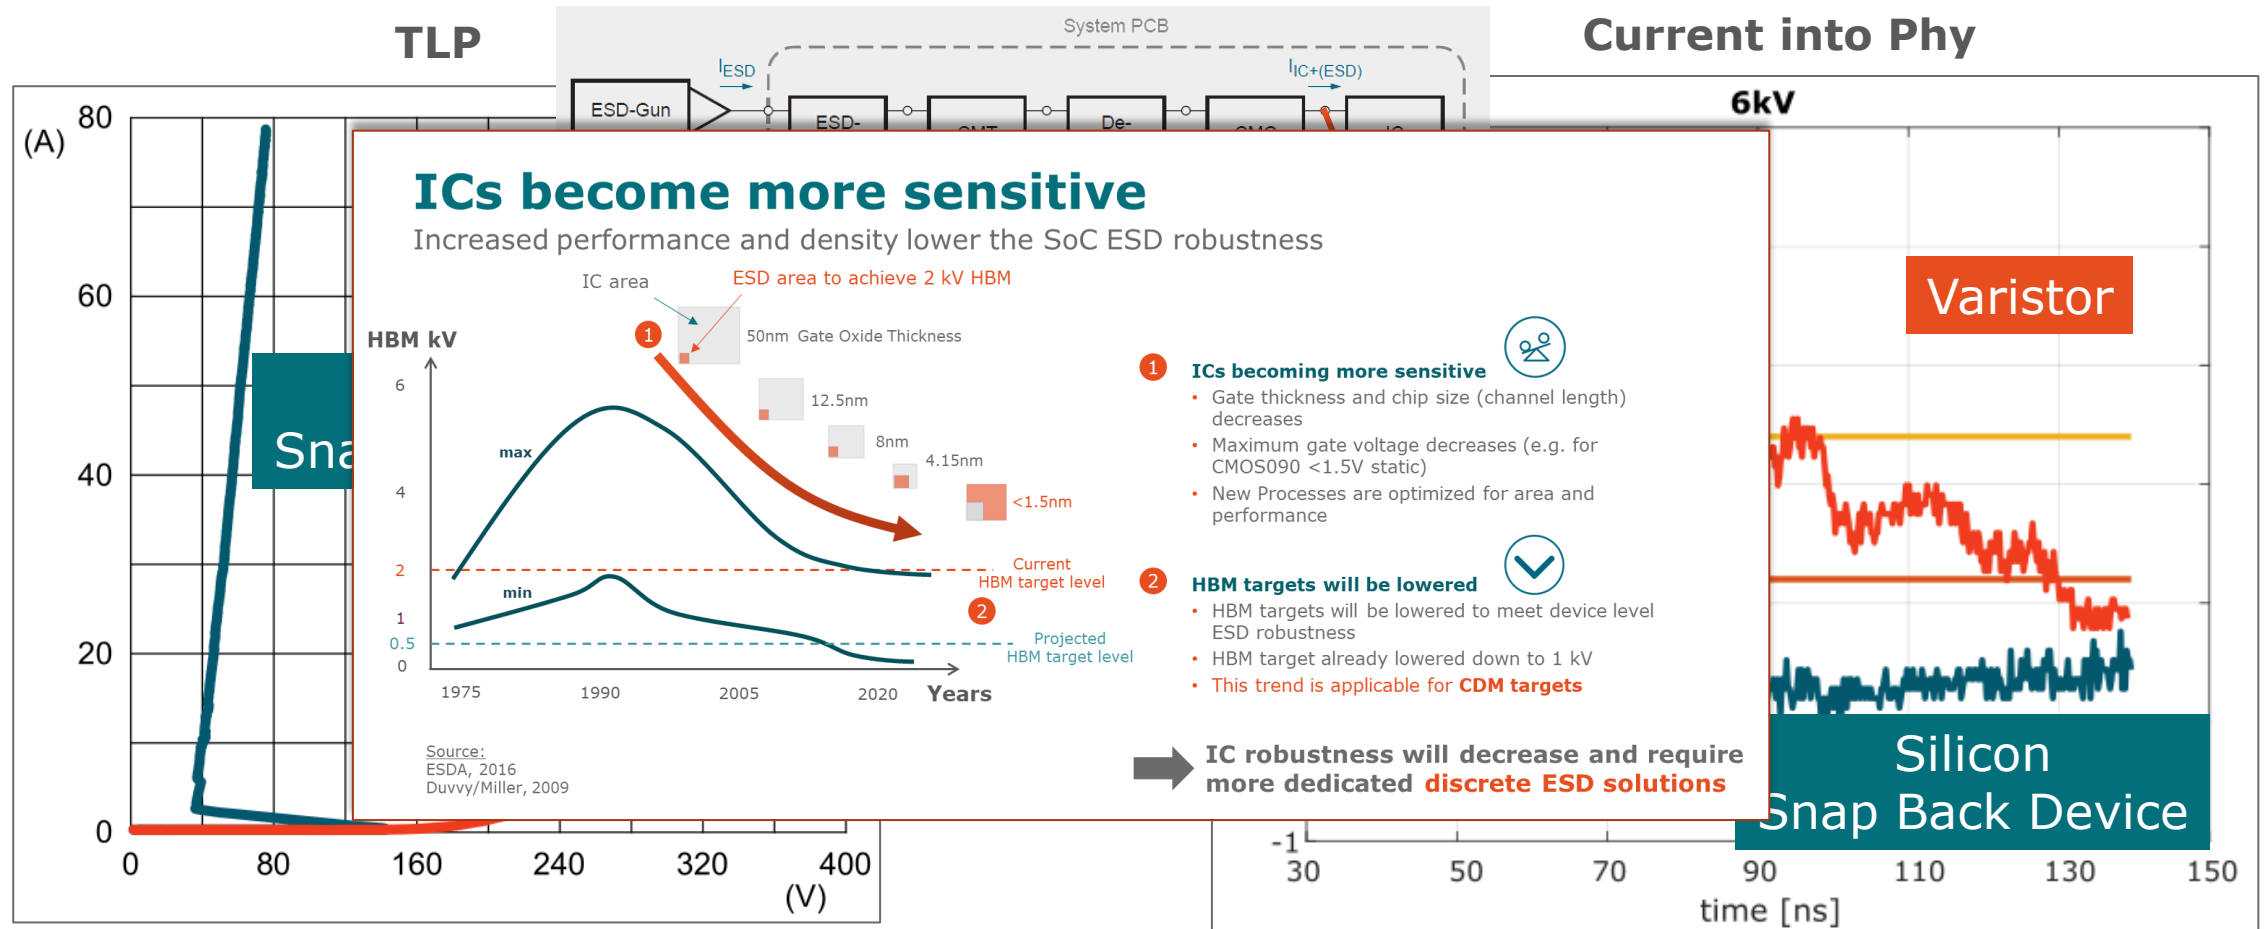 TLP
System PCB
Current into Phy
I_ESD
I_IC+(ESD)
ESD-Gun
ESD-
De-
6kV
80
(A)
60
40
20
0
0
80
160
240
320
400
(V)
ICs become more sensitive
Increased performance and density lower the SoC ESD robustness
IC area
ESD area to achieve 2 kV HBM
HBM kV
1
50nm Gate Oxide Thickness
12.5nm
8nm
4.15nm
<1.5nm
6
4
2
1
0.5
0
max
min
Current
HBM target level
2
Projected
HBM target level
1975
1990
2005
2020
Years
Source:
ESDA, 2016
Duvvy/Miller, 2009
1
ICs becoming more sensitive
• Gate thickness and chip size (channel length)
decreases
• Maximum gate voltage decreases (e.g. for
CMOS090 <1.5V static)
• New Processes are optimized for area and
performance
2
HBM targets will be lowered
• HBM targets will be lowered to meet device level
ESD robustness
• HBM target already lowered down to 1 kV
• This trend is applicable for CDM targets
IC robustness will decrease and require
more dedicated discrete ESD solutions
Varistor
Silicon
Snap Back Device
-1
30
50
70
90
110
130
150
time [ns]